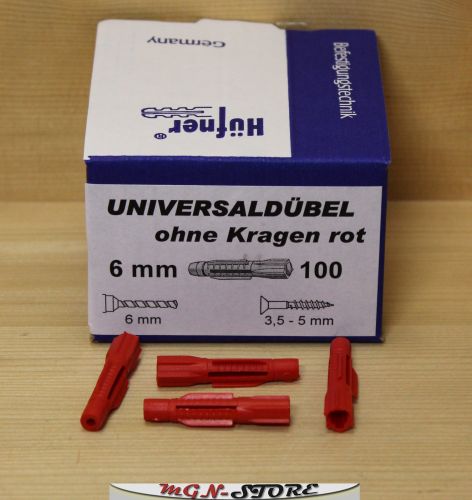 Germany
Hüfner®
Befestigungstechnik
UNIVERSALDÜBEL
ohne Kragen rot
6 mm 100
6 mm 3,5 - 5 mm
MGN-STORE